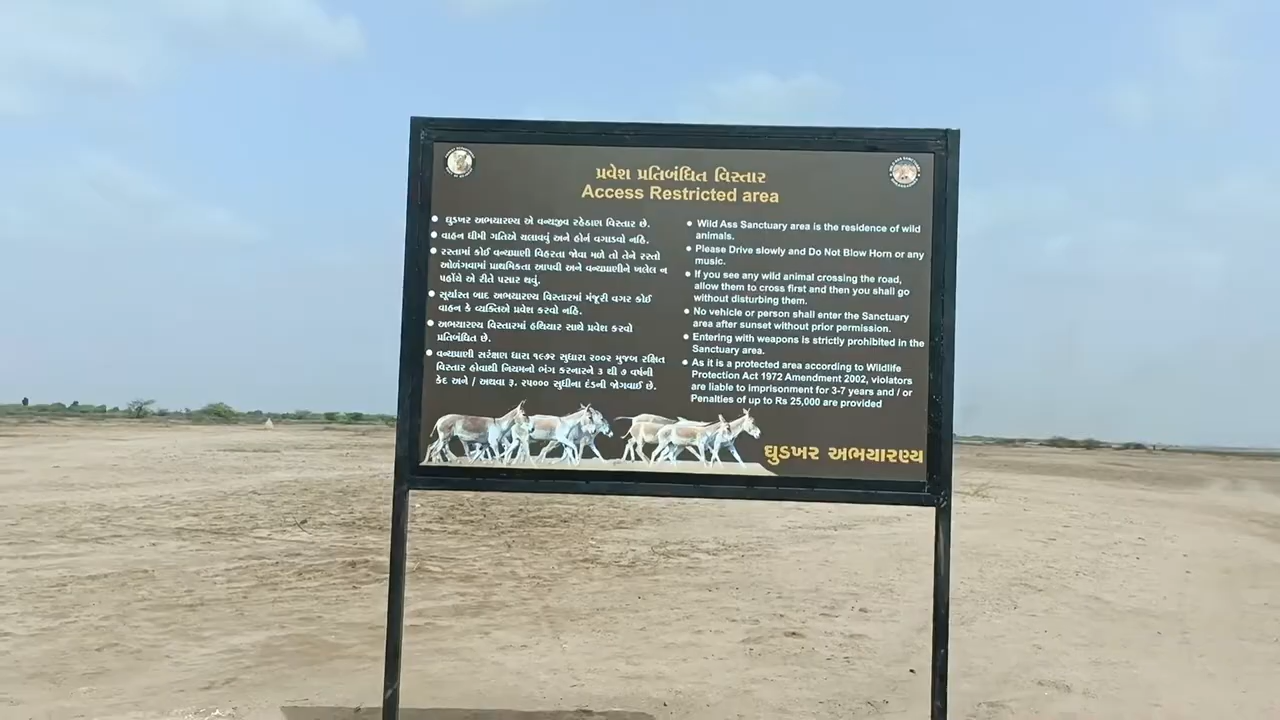 પ્રવેશ પ્રતિબંધિત વિસ્તાર
Access Restricted area
ઘુડખર અભયારણ્ય એ વન્યજીવ રહેઠાણ વિસ્તાર છે.
વાહન ધીમી ગતિએ ચલાવવું અને હોર્ન વગાડવો નહિ.
રસ્તામાં કોઈ વન્યપ્રાણી વિહરતા જોવા મળે તો તેને રસ્તો
ઓળંગવામાં પ્રાથમિકતા આપવી અને વન્યપ્રાણીને ખલેલ ન
પહોંચે એ રીતે પસાર થવું.
સૂર્યાસ્ત બાદ અભયારણ્ય વિસ્તારમાં મંજૂરી વગર કોઈ
વાહન કે વ્યક્તિએ પ્રવેશ કરવો નહિ.
અભયારણ્ય વિસ્તારમાં હથિયાર સાથે પ્રવેશ કરવો
પ્રતિબંધિત છે.
વન્યપ્રાણી સરંક્ષણ ધારા ૧૯૭૨ સુધારા ૨૦૦૨ મુજબ રક્ષિત
વિસ્તાર હોવાથી નિયમનો ભંગ કરનારને ૩ થી ૭ વર્ષની
કેદ અને / અથવા રૂ. ૨૫૦૦૦ સુધીના દંડની જોગવાઈ છે.
Wild Ass Sanctuary area is the residence of wild
animals.
Please Drive slowly and Do Not Blow Horn or any
music.
If you see any wild animal crossing the road,
allow them to cross first and then you shall go
without disturbing them.
No vehicle or person shall enter the Sanctuary
area after sunset without prior permission.
Entering with weapons is strictly prohibited in the
Sanctuary area.
As it is a protected area according to Wildlife
Protection Act 1972 Amendment 2002, violators
are liable to imprisonment for 3-7 years and / or
Penalties of up to Rs 25,000 are provided
ઘુડખર અભયારણ્ય